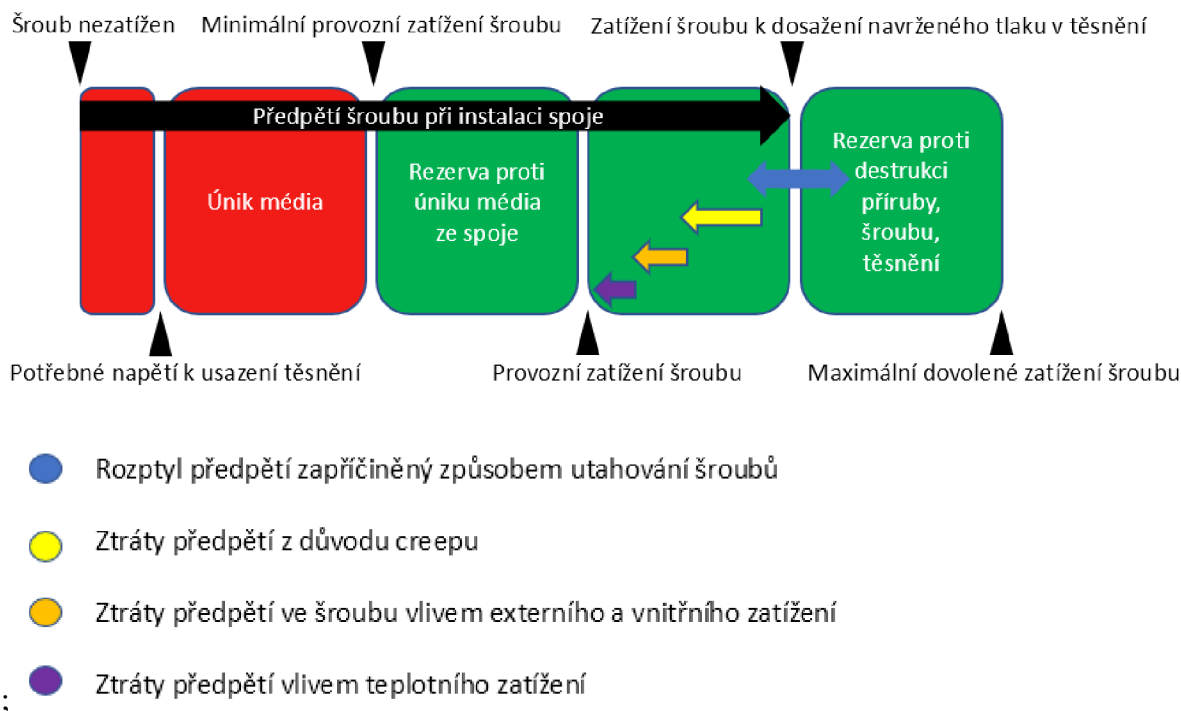 Šroub nezatížen
Minimální provozní zatížení šroubu
Zatížení šroubu k dosažení navrženého tlaku v těsnění
Předpětí šroubu při instalaci spoje
Únik média
Rezerva proti
úniku média
ze spoje
Rezerva proti
destrukci
příruby,
šroubu,
těsnění
Potřebné napětí k usazení těsnění
Provozní zatížení šroubu
Maximální dovolené zatížení šroubu
Rozptyl předpětí zapříčiněný způsobem utahování šroubů
Ztráty předpětí z důvodu creepu
Ztráty předpětí ve šroubu vlivem externího a vnitřního zatížení
Ztráty předpětí vlivem teplotního zatížení
;